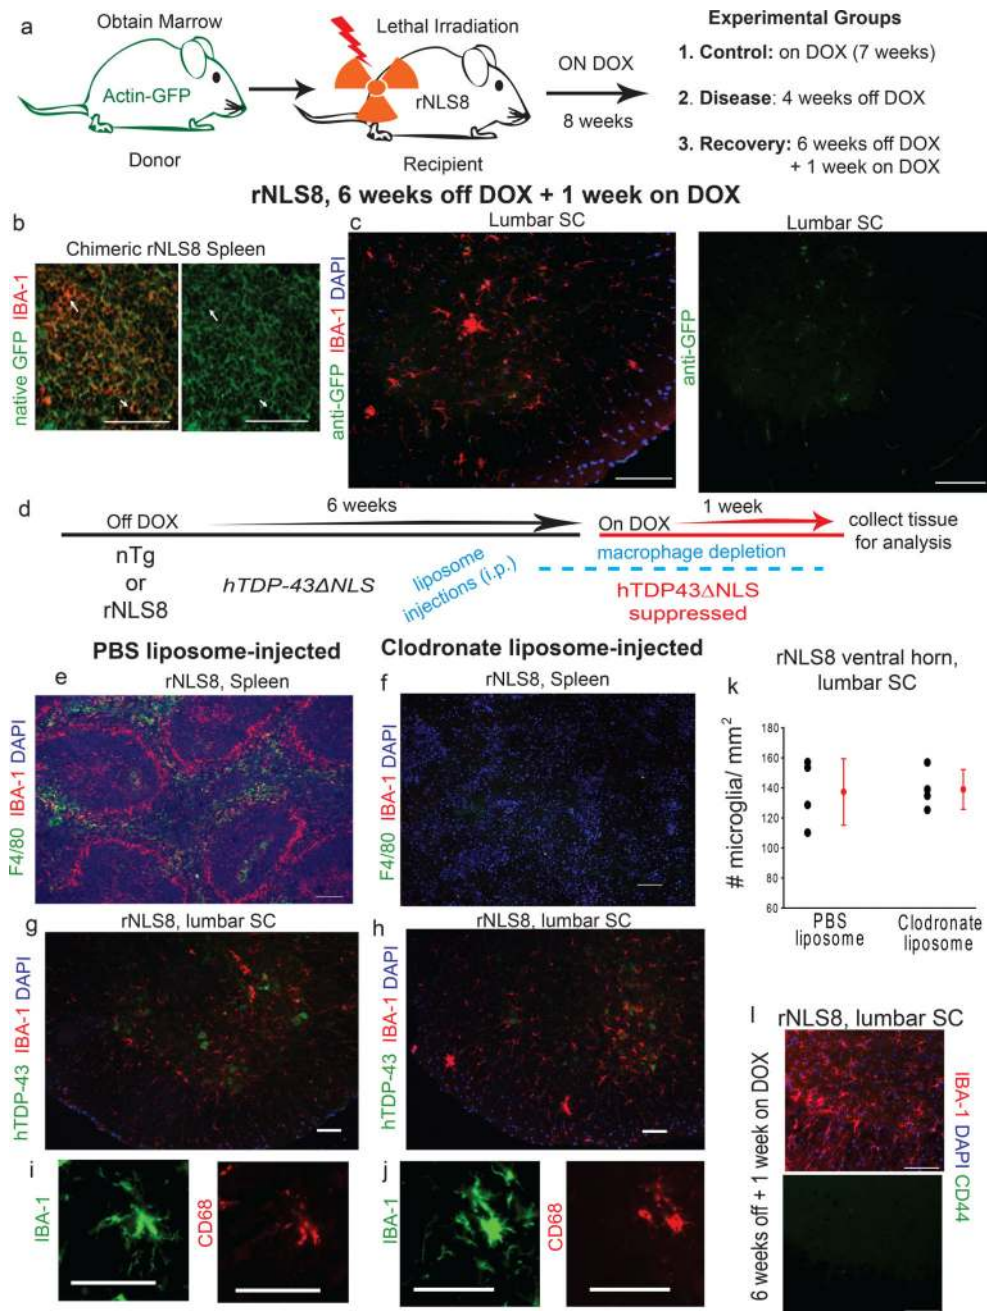 a
Obtain Marrow
Actin-GFP
Donor
Lethal Irradiation
rNLS8
Recipient
ON DOX
8 weeks
Experimental Groups
1. Control: on DOX (7 weeks)
2. Disease: 4 weeks off DOX
3. Recovery: 6 weeks off DOX
+ 1 week on DOX
rNLS8, 6 weeks off DOX + 1 week on DOX
b
Chimeric rNLS8 Spleen
native GFP IBA-1
c
Lumbar SC
anti-GFP IBA-1 DAPI
Lumbar SC
anti-GFP
d
Off DOX
6 weeks
On DOX
1 week
collect tissue
for analysis
nTg
or
rNLS8
hTDP-43ΔNLS
liposome
injections (i.p.)
macrophage depletion
hTDP43ΔNLS
suppressed
PBS liposome-injected
Clodronate liposome-injected
e
rNLS8, Spleen
F4/80 IBA-1 DAPI
f
rNLS8, Spleen
F4/80 IBA-1 DAPI
g
rNLS8, lumbar SC
hTDP-43 IBA-1 DAPI
h
rNLS8, lumbar SC
hTDP-43 IBA-1 DAPI
i
IBA-1
CD68
j
IBA-1
CD68
k
rNLS8 ventral horn,
lumbar SC
# microglia/ mm²
180
160
140
120
100
80
60
PBS
liposome
Clodronate
liposome
l
rNLS8, lumbar SC
6 weeks off + 1 week on DOX
IBA-1 DAPI CD44